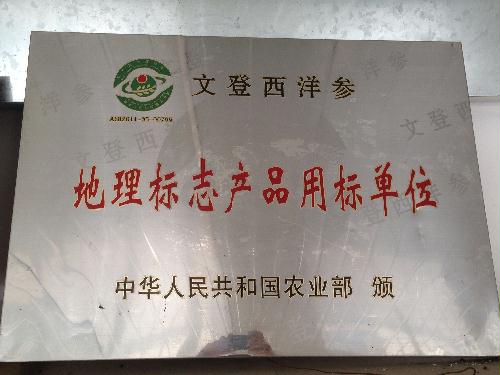 文登西洋参
地理标志产品用标单位
中华人民共和国农业部 颁